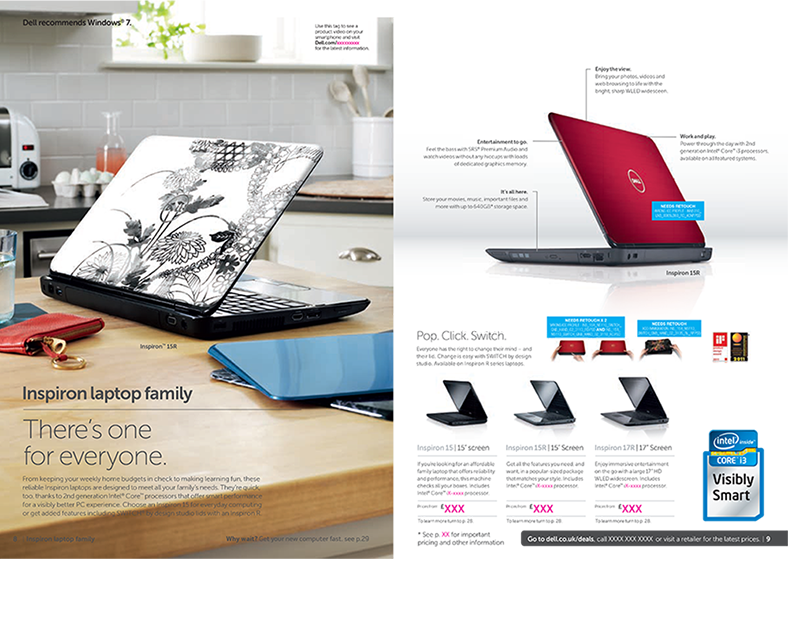 Dell recommends Windows® 7.
Use this tag to see a
product video on your
smartphone and visit
Dell.com/xxxxxxxxx
for the latest information.
Inspiron™ 15R
Inspiron laptop family
There's one
for everyone.
From keeping your weekly home budgets in check to making learning fun, these
reliable Inspiron laptops are designed to meet all your family's needs. They're quick,
too, thanks to 2nd generation Intel® Core™ processors that offer smart performance
for a visibly better PC experience. Choose an Inspiron 15 for everyday computing
or get added features including SWITCH by design studio lids with an Inspiron R.
8 | Inspiron laptop family
Why wait? Get your new computer fast, see p.29
Enjoy the view.
Bring your photos, videos and
web browsing to life with the
bright, sharp WLED widescreen.
Entertainment to go.
Feel the bass with SRS® Premium Audio and
watch videos without any hiccups with loads
of dedicated graphics memory.
Work and play.
Power through the day with 2nd
generation Intel® Core™ i3 processors,
available on all featured systems.
It's all here.
Store your movies, music, important files and
more with up to 640GB* storage space.
DELL
NEEDS RETOUCH
Inspiron 15R
Pop. Click. Switch.
Everyone has the right to change their mind – and
their lid. Change is easy with SWITCH by design
studio. Available on Inspiron R series laptops.
NEEDS RETOUCH X 2
NEEDS RETOUCH
iF
2011
Inspiron 15 | 15" screen
If you're looking for an affordable
family laptop that offers reliability
and performance, this machine
checks all your boxes. Includes
Intel® Core™ iX-xxxx processor.
Prices from £XXX
To learn more turn to p. 28
Inspiron 15R | 15" Screen
Get all the features you need, and
want, in a popular sized package
that matches your style. Includes
Intel® Core™ iX-xxxx processor.
Prices from £XXX
To learn more turn to p. 28
Inspiron 17R | 17" Screen
Enjoy immersive entertainment
on the go with a large 17" HD
WLED widescreen. Includes
Intel® Core™ iX-xxxx processor.
Prices from £XXX
To learn more turn to p. 28
intel inside™
CORE™ i3
Visibly
Smart
* See p. XX for important
pricing and other information
Go to dell.co.uk/deals, call XXXX XXX XXXX or visit a retailer for the latest prices. | 9